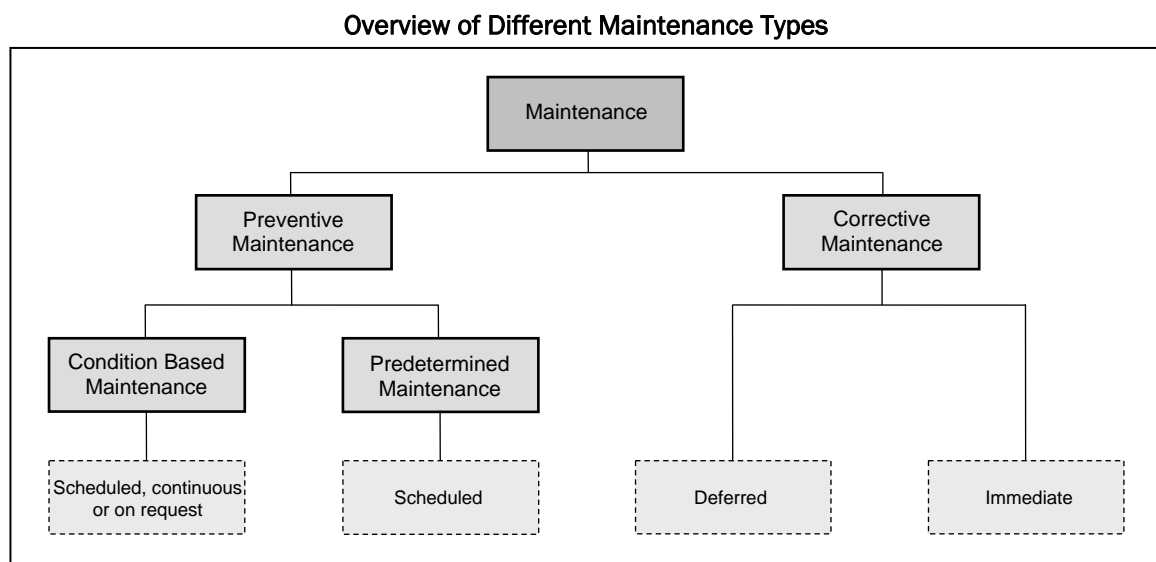 Overview of Different Maintenance Types
Maintenance
Preventive
Maintenance
Corrective
Maintenance
Condition Based
Maintenance
Predetermined
Maintenance
Scheduled, continuous
or on request
Scheduled
Deferred
Immediate